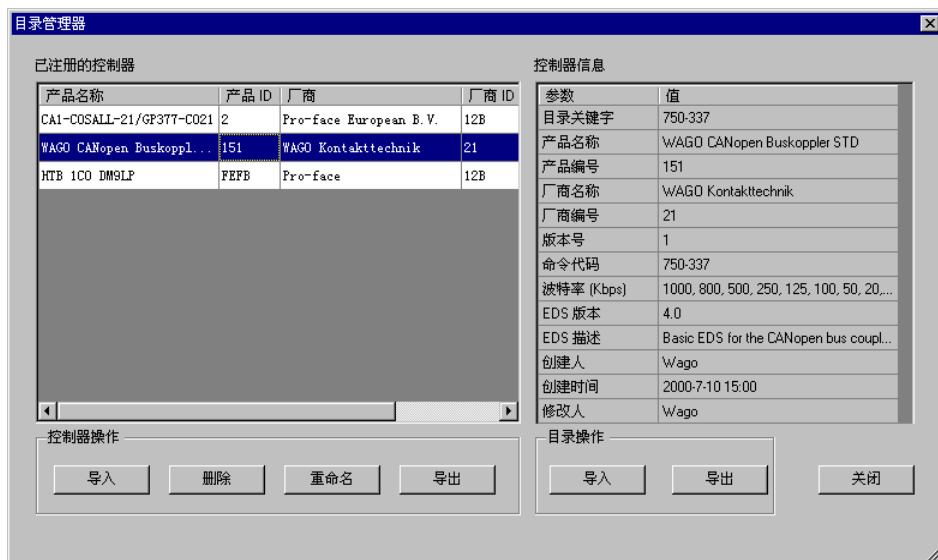 目录管理器
已注册的控制器
产品名称 产品 ID 厂商 厂商 ID
CA1-COSALL-21/GP377-CO21 2 Pro-face European B.V. 12B
WAGO CANopen Buskoppl... 151 WAGO Kontakttechnik 21
HTB 1C0 DM9LP FEFB Pro-face 12B
控制器操作
导入 删除 重命名 导出
控制器信息
参数 值
目录关键字 750-337
产品名称 WAGO CANopen Buskoppler STD
产品编号 151
厂商名称 WAGO Kontakttechnik
厂商编号 21
版本号 1
命令代码 750-337
波特率 (Kbps) 1000, 800, 500, 250, 125, 100, 50, 20,...
EDS 版本 4.0
EDS 描述 Basic EDS for the CANopen bus coupl...
创建人 Wago
创建时间 2000-7-10 15:00
修改人 Wago
目录操作
导入 导出
关闭